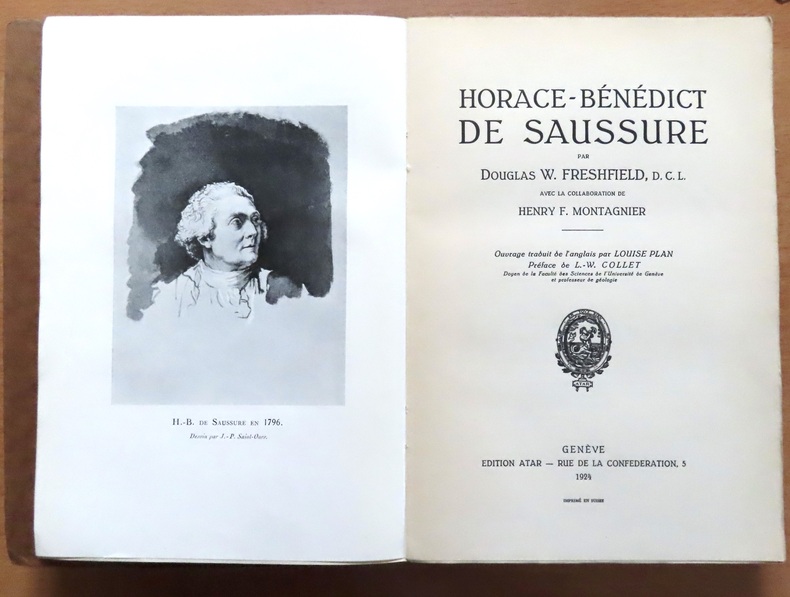 H.-B. DE SAUSSURE EN 1796.
Dessin par J.-P. Saint-Ours.
HORACE-BÉNÉDICT
DE SAUSSURE
PAR
DOUGLAS W. FRESHFIELD, D. C. L.
AVEC LA COLLABORATION DE
HENRY F. MONTAGNIER
Ouvrage traduit de l'anglais par LOUISE PLAN
Préface de L.-W. COLLET
Doyen de la Faculté des Sciences de l'Université de Genève
et professeur de géologie
ATAR
GENÈVE
EDITION ATAR — RUE DE LA CONFEDERATION, 5
1924
IMPRIMÉ EN SUISSE